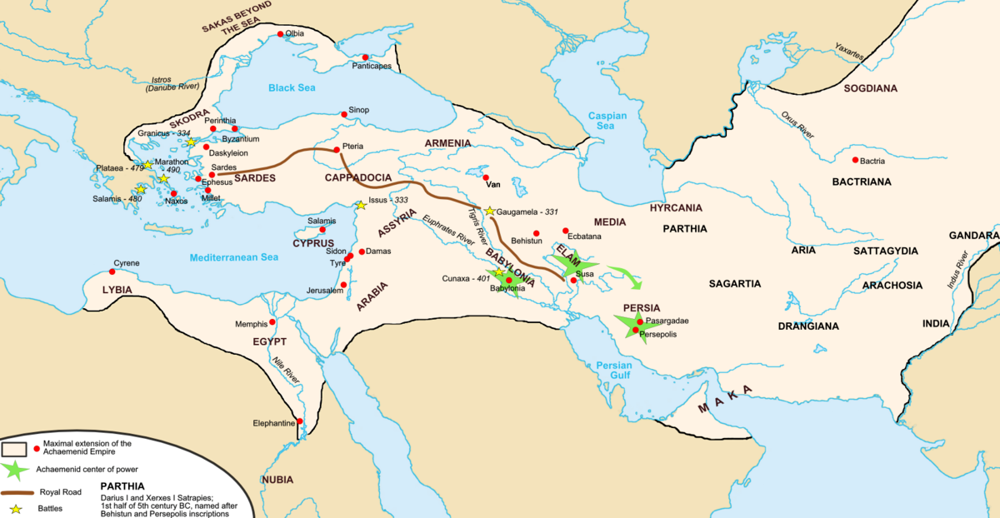 SAKAS BEYOND
THE SEA
Olbia
Panticapes
Yaxartes
Istros
(Danube River)
Black Sea
SOGDIANA
SKODRA
Sinop
Caspian
Sea
Oxus River
Perinthia
Byzantium
Granicus - 334
Daskyleion
Pteria
ARMENIA
Bactria
BACTRIANA
Plataea - 479
Marathon
- 490
Sardes
SARDES
CAPPADOCIA
Van
Ephesus
Millet
Naxos
Salamis - 480
Issus - 333
Gaugamela - 331
HYRCANIA
PARTHIA
MEDIA
ASSYRIA
Euphrates River
Tigris River
Salamis
CYPRUS
Behistun
Ecbatana
GANDARA
ARIA
SATTAGYDIA
Sidon
Tyre
Damas
Mediterranean Sea
BABYLONIA
ELAM
Susa
Cyrene
LYBIA
Cunaxa - 401
Babylonia
SAGARTIA
ARACHOSIA
Indus River
Jerusalem
ARABIA
PERSIA
Pasargadae
Persepolis
DRANGIANA
INDIA
Memphis
EGYPT
Nile River
Persian
Gulf
MAKA
Elephantine
NUBIA
Maximal extension of the
Achaemenid Empire
Achaemenid center of power
Royal Road
Battles
PARTHIA
Darius I and Xerxes I Satrapies;
1st half of 5th century BC, named after
Behistun and Persepolis inscriptions